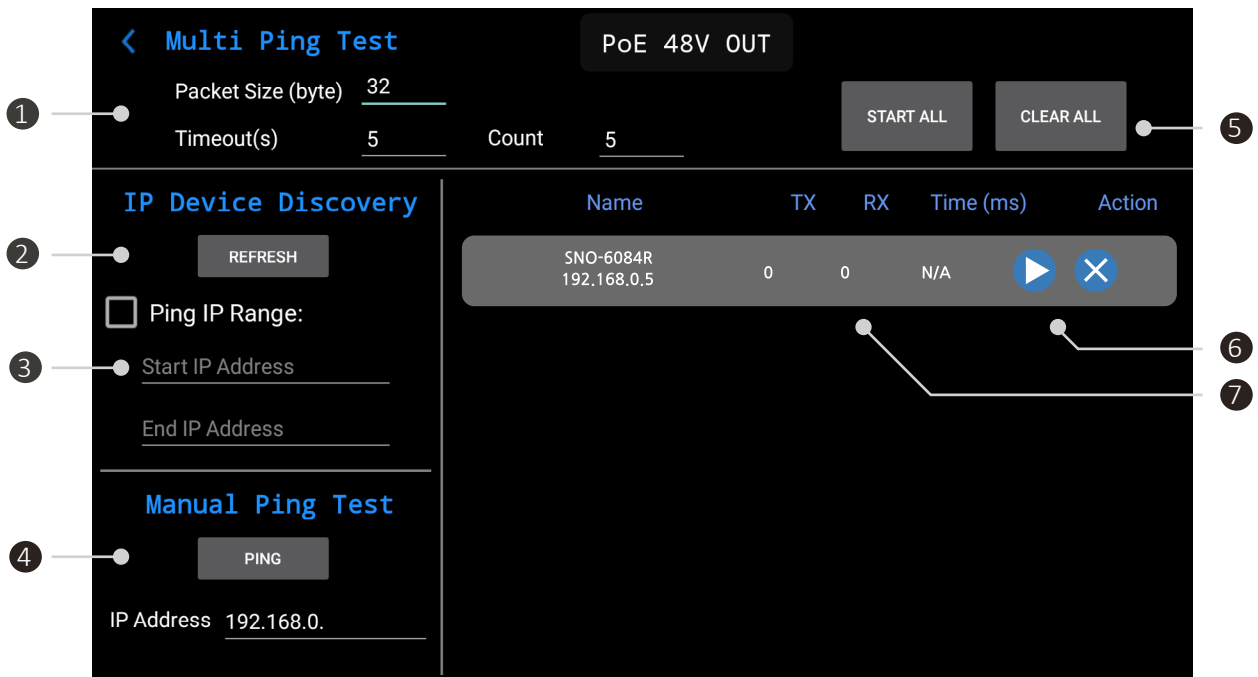 Multi Ping Test
PoE 48V OUT
Packet Size (byte) 32
Timeout(s) 5 Count 5
START ALL CLEAR ALL
1
5
IP Device Discovery
Name TX RX Time (ms) Action
2
REFRESH
SNO-6084R
192.168.0.5
0 0 N/A
Ping IP Range:
3
Start IP Address
6
7
End IP Address
Manual Ping Test
4
PING
IP Address 192.168.0.